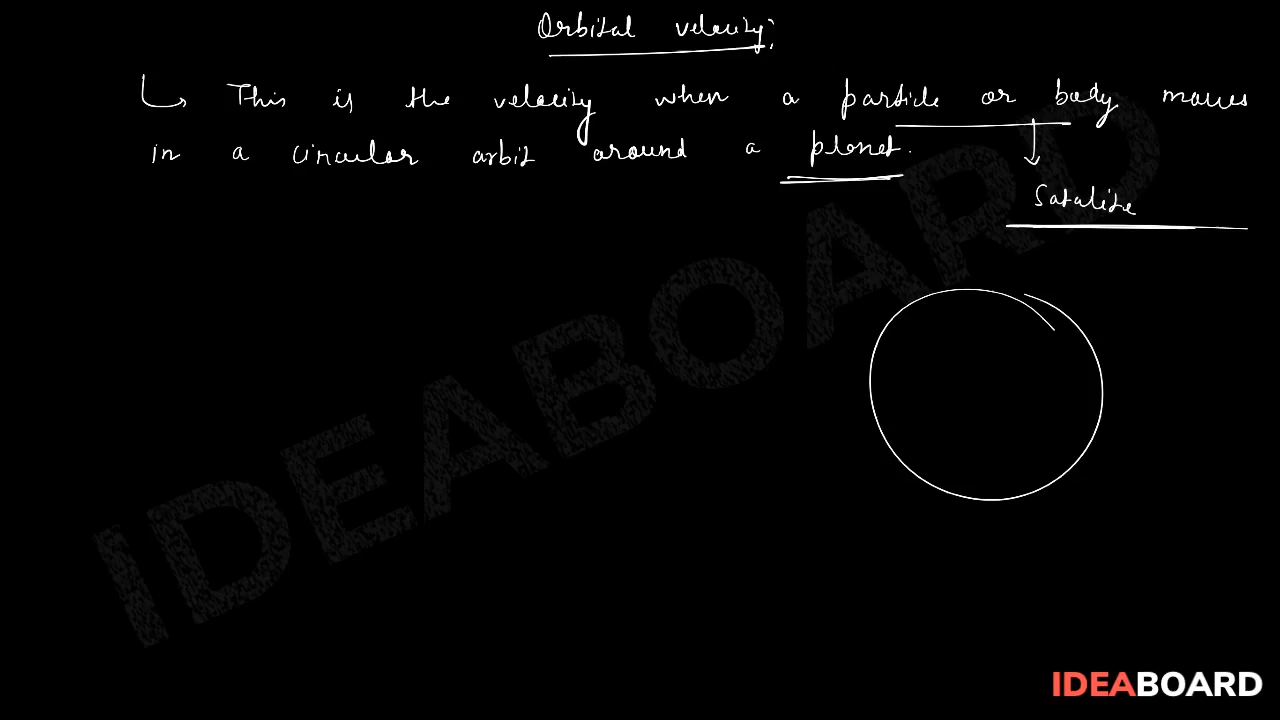 Orbital velocity:
↳ This is the velocity when a particle or body moves
in a circular orbit around a planet.
Satalite
IDEABOARD
IDEABOARD